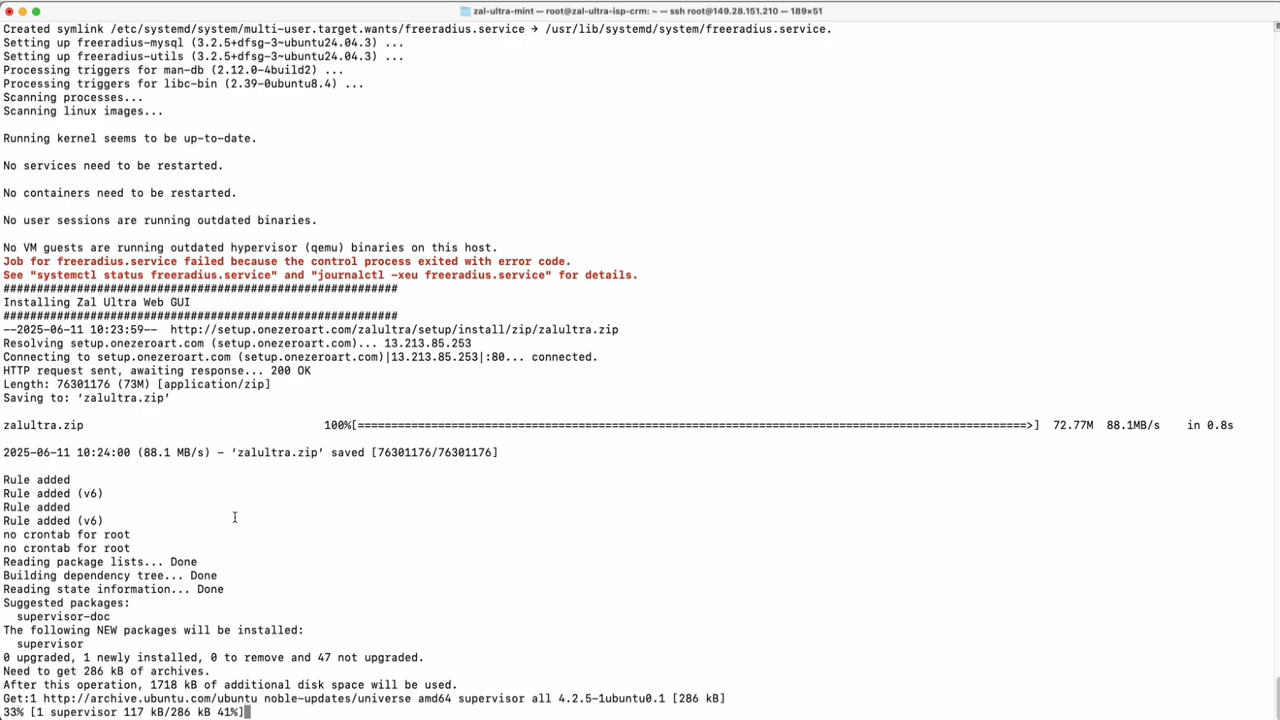 zal-ultra-mint — root@zal-ultra-isp-crm: ~ — ssh root@149.28.151.210 — 189×51
Created symlink /etc/systemd/system/multi-user.target.wants/freeradius.service → /usr/lib/systemd/system/freeradius.service.
Setting up freeradius-mysql (3.2.5+dfsg-3~ubuntu24.04.3) ...
Setting up freeradius-utils (3.2.5+dfsg-3~ubuntu24.04.3) ...
Processing triggers for man-db (2.12.0-4build2) ...
Processing triggers for libc-bin (2.39-0ubuntu8.4) ...
Scanning processes...
Scanning linux images...
Running kernel seems to be up-to-date.
No services need to be restarted.
No containers need to be restarted.
No user sessions are running outdated binaries.
No VM guests are running outdated hypervisor (qemu) binaries on this host.
Job for freeradius.service failed because the control process exited with error code.
See "systemctl status freeradius.service" and "journalctl -xeu freeradius.service" for details.
##########################################################
Installing Zal Ultra Web GUI
##########################################################
--2025-06-11 10:23:59--  http://setup.onezeroart.com/zalultra/setup/install/zip/zalultra.zip
Resolving setup.onezeroart.com (setup.onezeroart.com)... 13.213.85.253
Connecting to setup.onezeroart.com (setup.onezeroart.com)|13.213.85.253|:80... connected.
HTTP request sent, awaiting response... 200 OK
Length: 76301176 (73M) [application/zip]
Saving to: ‘zalultra.zip’
zalultra.zip 100%[====================================================================================================>] 72.77M 88.1MB/s in 0.8s
2025-06-11 10:24:00 (88.1 MB/s) - ‘zalultra.zip’ saved [76301176/76301176]
Rule added
Rule added (v6)
Rule added
Rule added (v6)
no crontab for root
no crontab for root
Reading package lists... Done
Building dependency tree... Done
Reading state information... Done
Suggested packages:
supervisor-doc
The following NEW packages will be installed:
supervisor
0 upgraded, 1 newly installed, 0 to remove and 47 not upgraded.
Need to get 286 kB of archives.
After this operation, 1718 kB of additional disk space will be used.
Get:1 http://archive.ubuntu.com/ubuntu noble-updates/universe amd64 supervisor all 4.2.5-1ubuntu0.1 [286 kB]
33% [1 supervisor 117 kB/286 kB 41%]